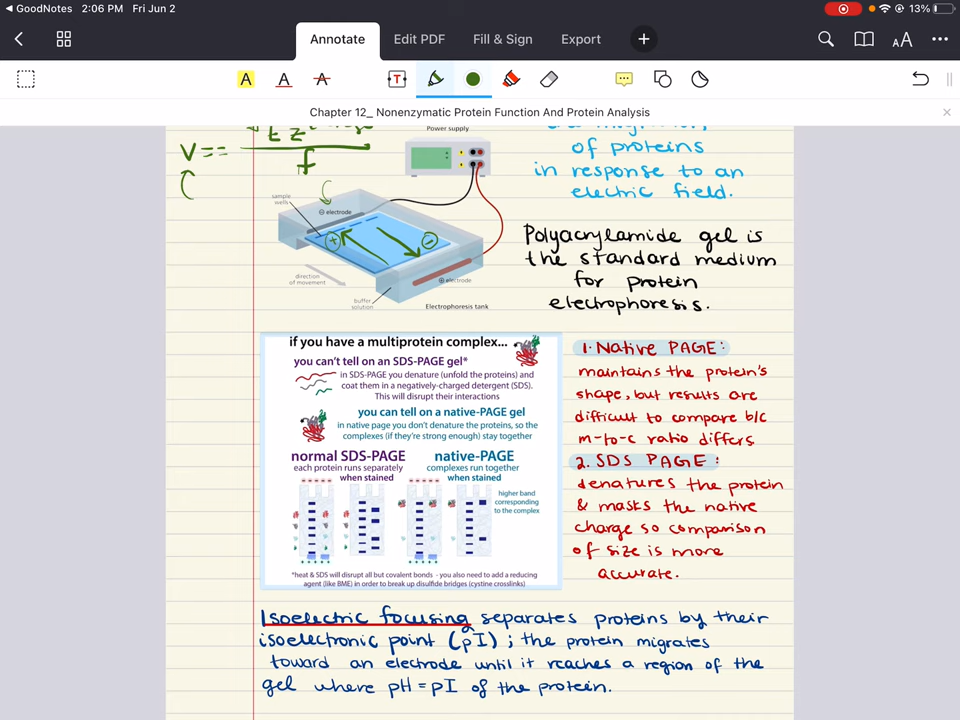 GoodNotes
2:06 PM Fri Jun 2
13%
Annotate
Edit PDF
Fill & Sign
Export
Chapter 12_ Nonenzymatic Protein Function And Protein Analysis
V ==
E z
f
Power supply
sample
wells
⊖ electrode
+
−
direction
of movement
⊕ electrode
buffer
solution
Electrophoresis tank
of proteins
in response to an
electric field.
Polyacrylamide gel is
the standard medium
for protein
electrophoresis.
if you have a multiprotein complex...
you can't tell on an SDS-PAGE gel*
in SDS-PAGE you denature (unfold the proteins) and
coat them in a negatively-charged detergent (SDS).
This will disrupt their interactions
you can tell on a native-PAGE gel
in native page you don't denature the proteins, so the
complexes (if they're strong enough) stay together
normal SDS-PAGE
each protein runs separately
when stained
native-PAGE
complexes run together
when stained
higher band
corresponding
to the complex
*heat & SDS will disrupt all but covalent bonds - you also need to add a reducing
agent (like BME) in order to break up disulfide bridges (cystine crosslinks)
1. Native PAGE:
maintains the protein's
shape, but results are
difficult to compare b/c
m-to-c ratio differs
2. SDS PAGE:
denatures the protein
& masks the native
charge so comparison
of size is more
accurate.
Isoelectric focusing separates proteins by their
isoelectronic point (pI); the protein migrates
toward an electrode until it reaches a region of the
gel where pH = pI of the protein.